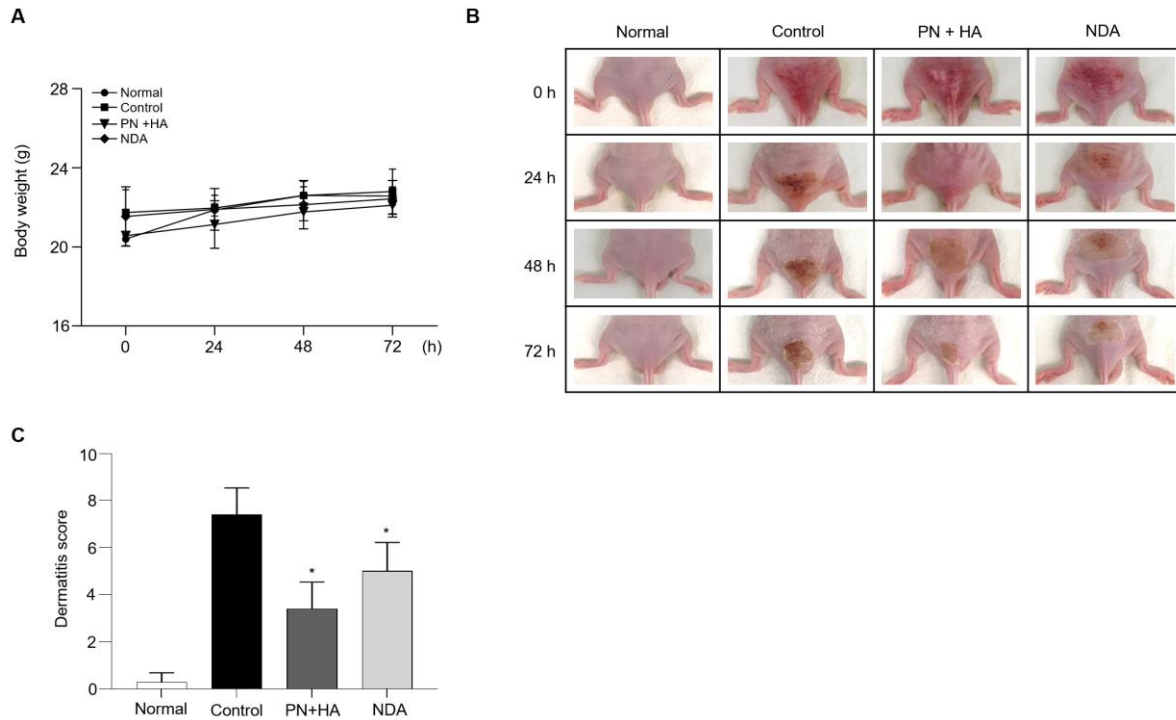 A
Body weight (g)
28
24
20
16
Normal
Control
PN +HA
NDA
0 24 48 72 (h)
B
Normal Control PN + HA NDA
0 h
24 h
48 h
72 h
C
Dermatitis score
10
8
6
4
2
0
* *
Normal Control PN+HA NDA